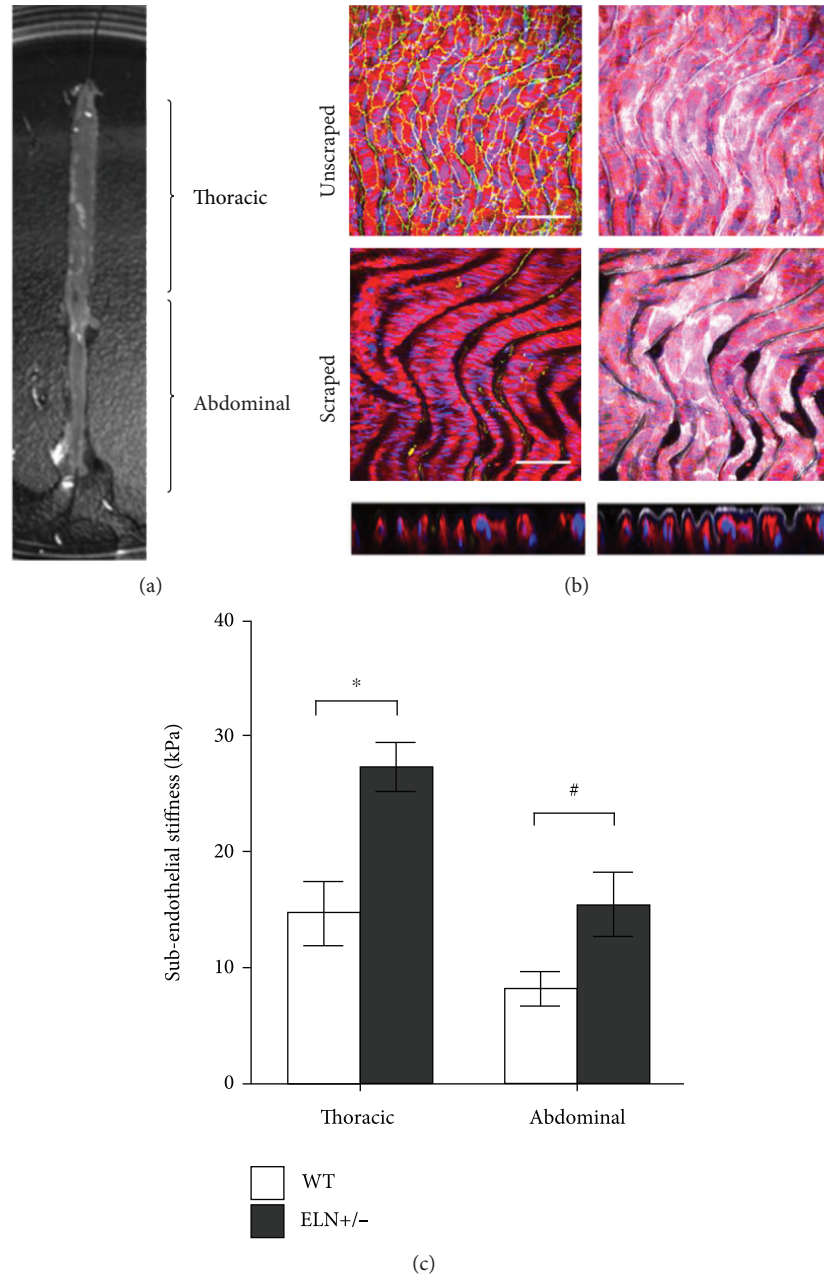 Thoracic
Abdominal
(a)
Unscraped
Scraped
(b)
Sub-endothelial stiffness (kPa)
40
30
20
10
0
*
#
Thoracic
Abdominal
WT
ELN+/−
(c)